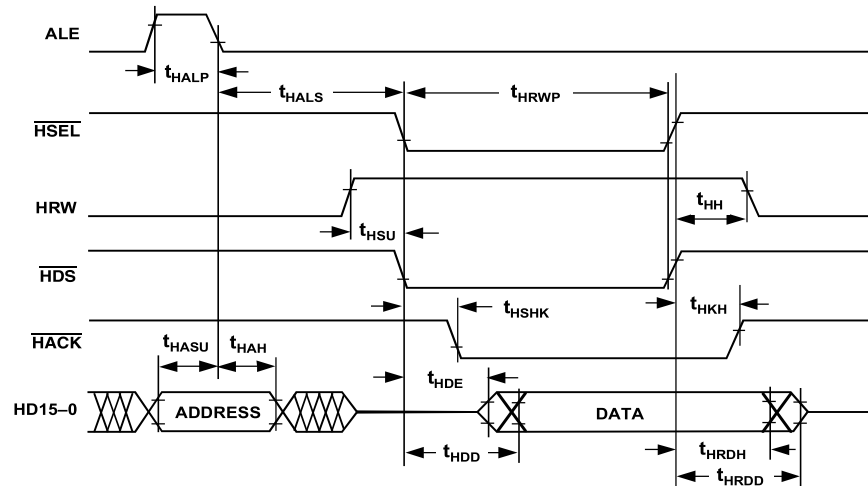 ALE
tHALP
tHALS
tHRWP
HSEL
HRW
tHH
tHSU
HDS
tHSHK
tHKH
HACK
tHASU
tHAH
tHDE
HD15–0
ADDRESS
DATA
tHDD
tHRDH
tHRDD